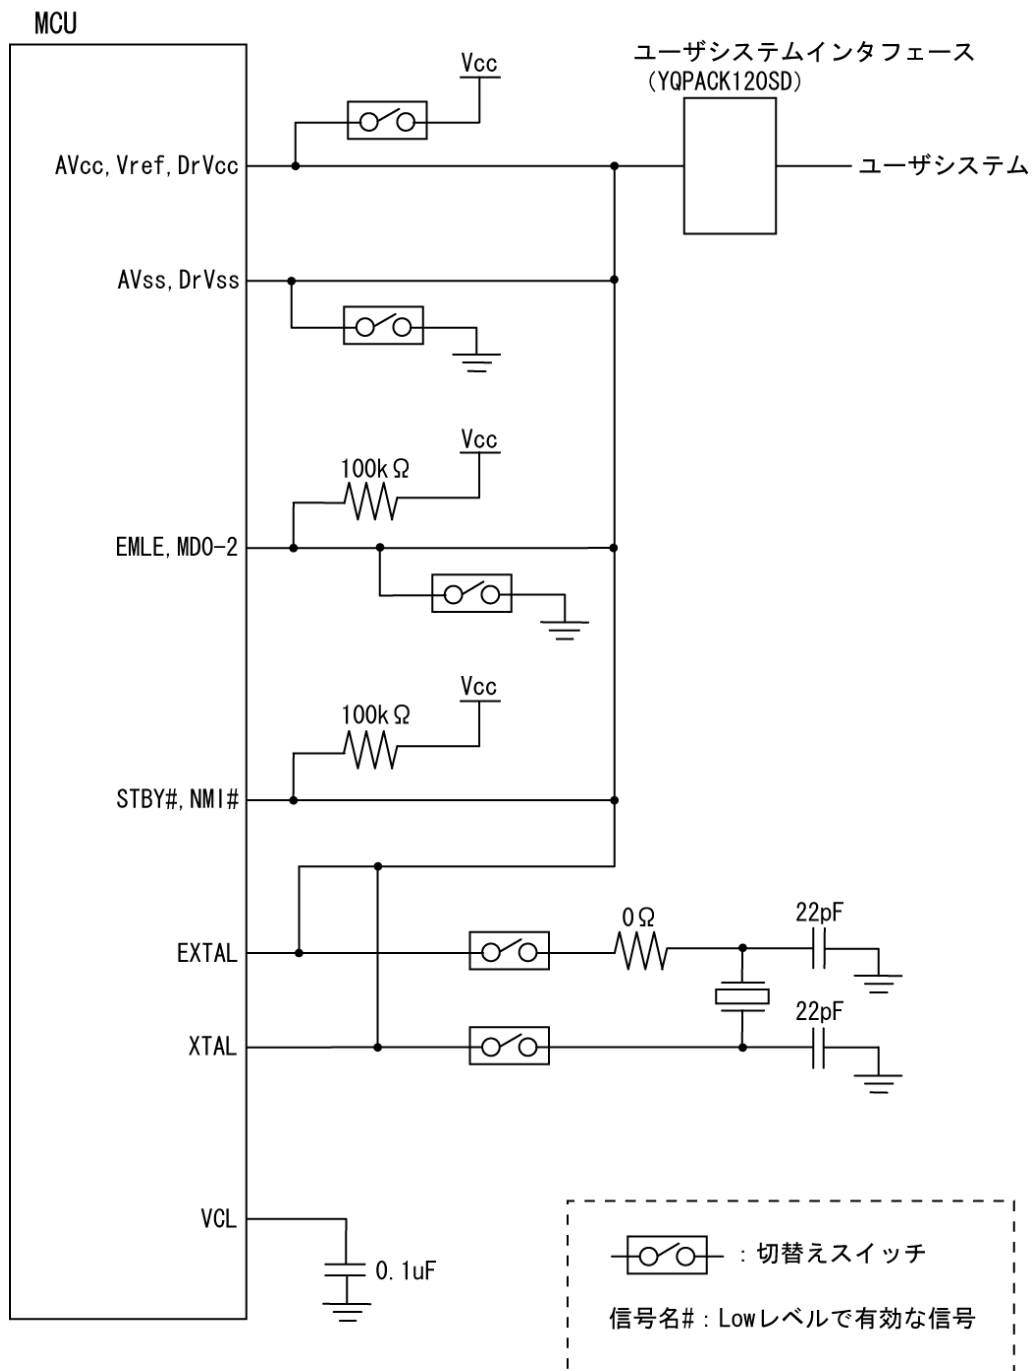 MCU
Vcc
ユーザシステムインタフェース
(YQPACK120SD)
AVcc, Vref, DrVcc
ユーザシステム
AVss, DrVss
Vcc
100kΩ
EMLE, MD0-2
Vcc
100kΩ
STBY#, NMI#
0Ω
22pF
EXTAL
22pF
XTAL
VCL
0.1uF
：切替えスイッチ
信号名#：Lowレベルで有効な信号